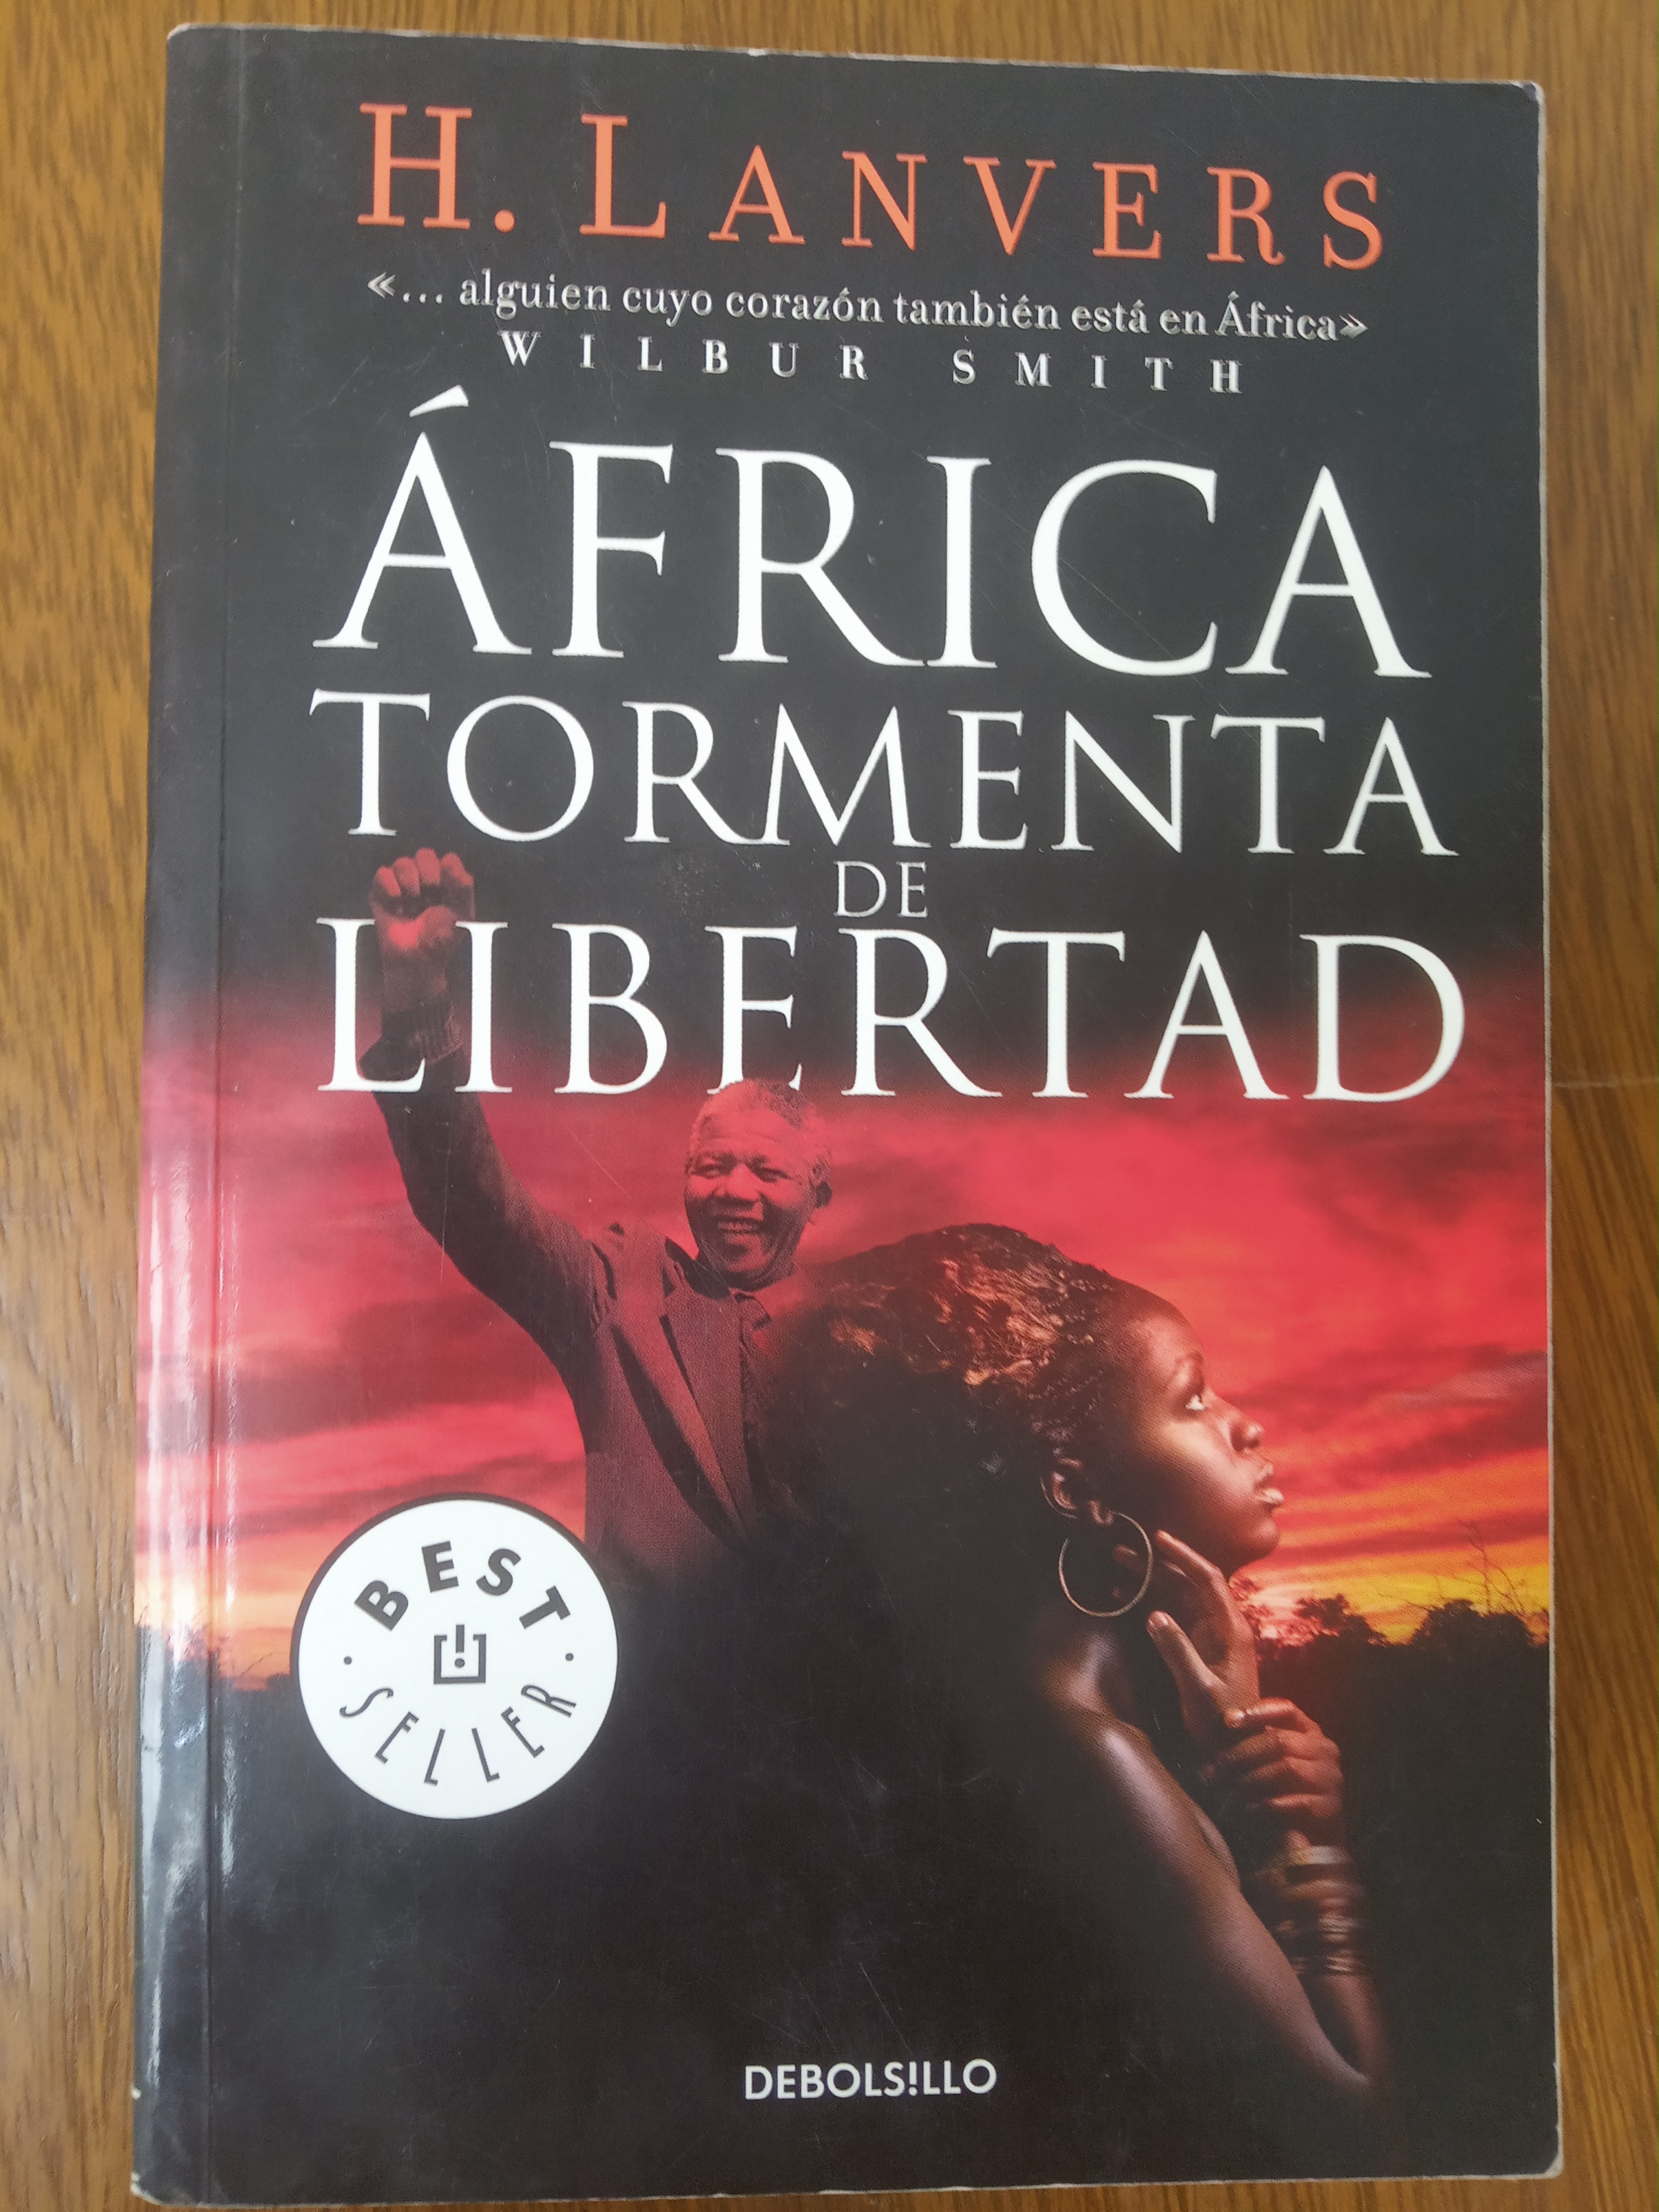 H. LANVERS
«... alguien cuyo corazón también está en África»
WILBUR SMITH
ÁFRICA
TORMENTA
DE
LIBERTAD
BEST
SELLER
DEBOLS!LLO